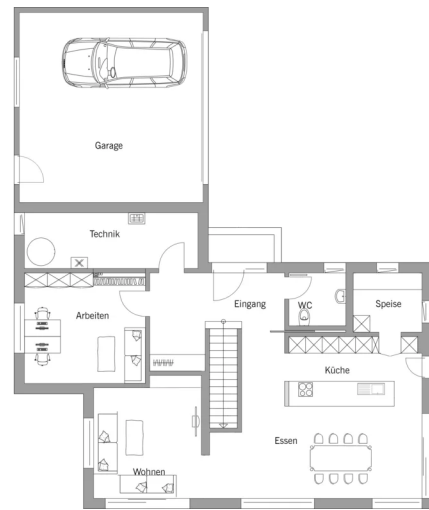 Garage
Technik
Eingang
WC
Speise
Arbeiten
Küche
Essen
Wohnen